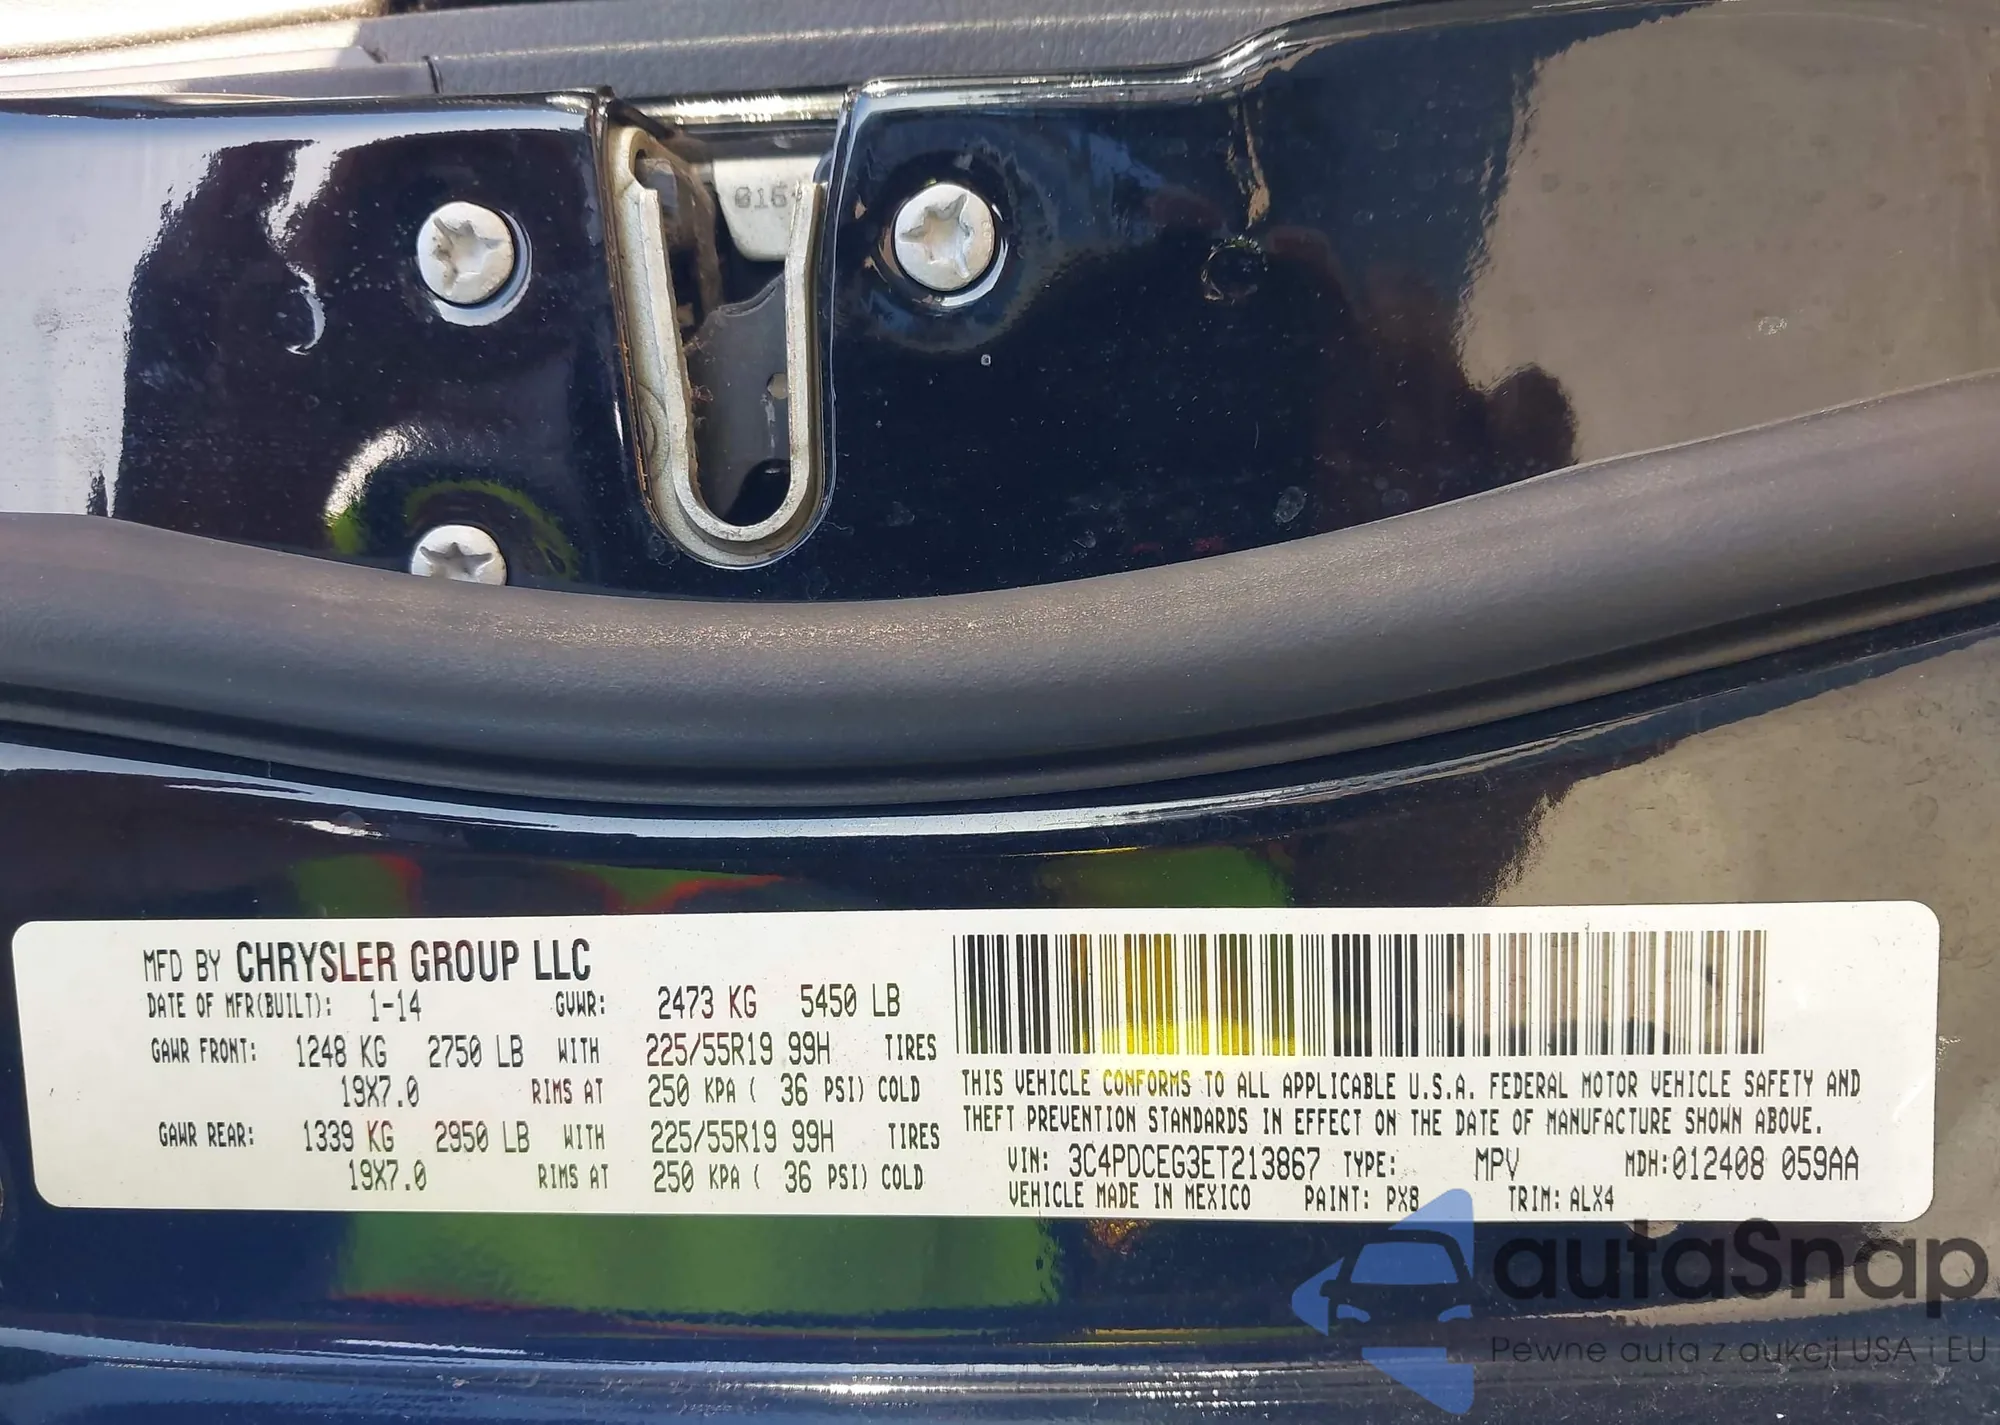 016
MFD BY CHRYSLER GROUP LLC
DATE OF MFR(BUILT): 1-14 GVWR: 2473 KG 5450 LB
GAWR FRONT: 1248 KG 2750 LB WITH 225/55R19 99H TIRES
19X7.0 RIMS AT 250 KPA ( 36 PSI) COLD
GAWR REAR: 1339 KG 2950 LB WITH 225/55R19 99H TIRES
19X7.0 RIMS AT 250 KPA ( 36 PSI) COLD
THIS VEHICLE CONFORMS TO ALL APPLICABLE U.S.A. FEDERAL MOTOR VEHICLE SAFETY AND
THEFT PREVENTION STANDARDS IN EFFECT ON THE DATE OF MANUFACTURE SHOWN ABOVE.
VIN: 3C4PDCEG3ET213867 TYPE: MPV MDH:012408 059AA
VEHICLE MADE IN MEXICO PAINT: PX8 TRIM: ALX4
autaSnap
Pewne auta z aukcji USA i EU